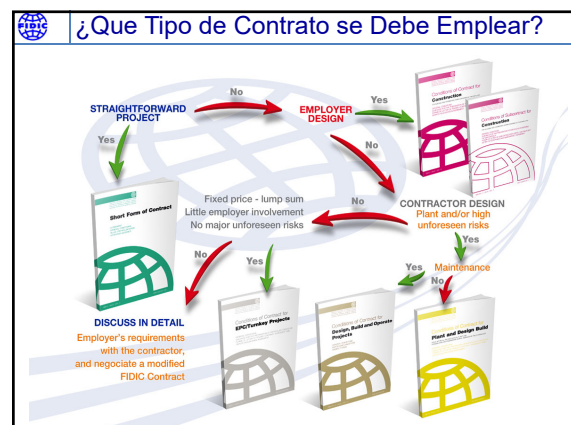 FIDIC
¿Que Tipo de Contrato se Debe Emplear?
STRAIGHTFORWARD
PROJECT
No
EMPLOYER
DESIGN
Yes
Conditions of Contract for
Construction
Conditions of Subcontract for
Construction
Yes
No
Short Form of Contract
Fixed price - lump sum
Little employer involvement
No major unforeseen risks
No
CONTRACTOR DESIGN
Plant and/or high
unforeseen risks
No
Yes
Yes
Yes
Maintenance
No
DISCUSS IN DETAIL
Employer's requirements
with the contractor,
and negociate a modified
FIDIC Contract
Conditions of Contract for
EPC/Turnkey Projects
Conditions of Contract for
Design, Build and Operate
Projects
Plant and Design Build